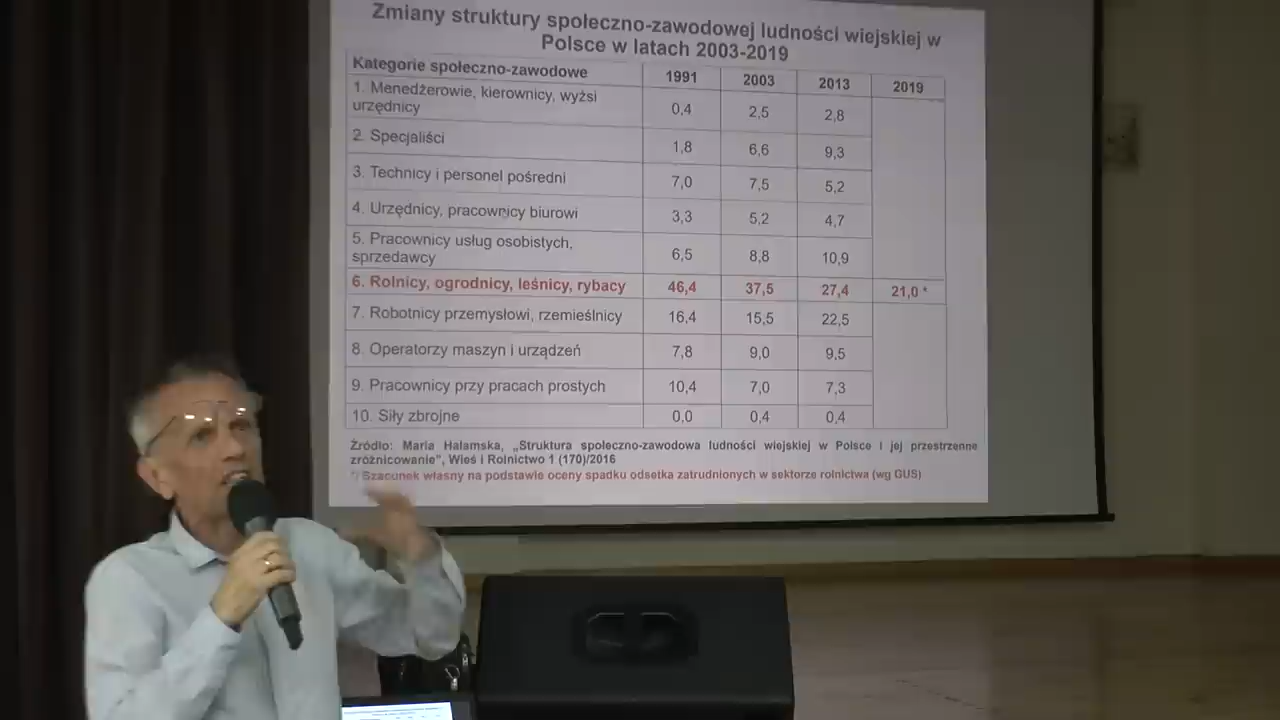 Zmiany struktury społeczno-zawodowej ludności wiejskiej w
Polsce w latach 2003-2019
Kategorie społeczno-zawodowe 1991 2003 2013 2019
1. Menedżerowie, kierownicy, wyżsi
urzędnicy 0,4 2,5 2,8
2. Specjaliści 1,8 6,6 9,3
3. Technicy i personel pośredni 7,0 7,5 5,2
4. Urzędnicy, pracownicy biurowi 3,3 5,2 4,7
5. Pracownicy usług osobistych,
sprzedawcy 6,5 8,8 10,9
6. Rolnicy, ogrodnicy, leśnicy, rybacy 46,4 37,5 27,4 21,0 *
7. Robotnicy przemysłowi, rzemieślnicy 16,4 15,5 22,5
8. Operatorzy maszyn i urządzeń 7,8 9,0 9,5
9. Pracownicy przy pracach prostych 10,4 7,0 7,3
10. Siły zbrojne 0,0 0,4 0,4
Źródło: Maria Halamska, „Struktura społeczno-zawodowa ludności wiejskiej w Polsce i jej przestrzenne
zróżnicowanie", Wieś i Rolnictwo 1 (170)/2016
*) Szacunek własny na podstawie oceny spadku odsetka zatrudnionych w sektorze rolnictwa (wg GUS)